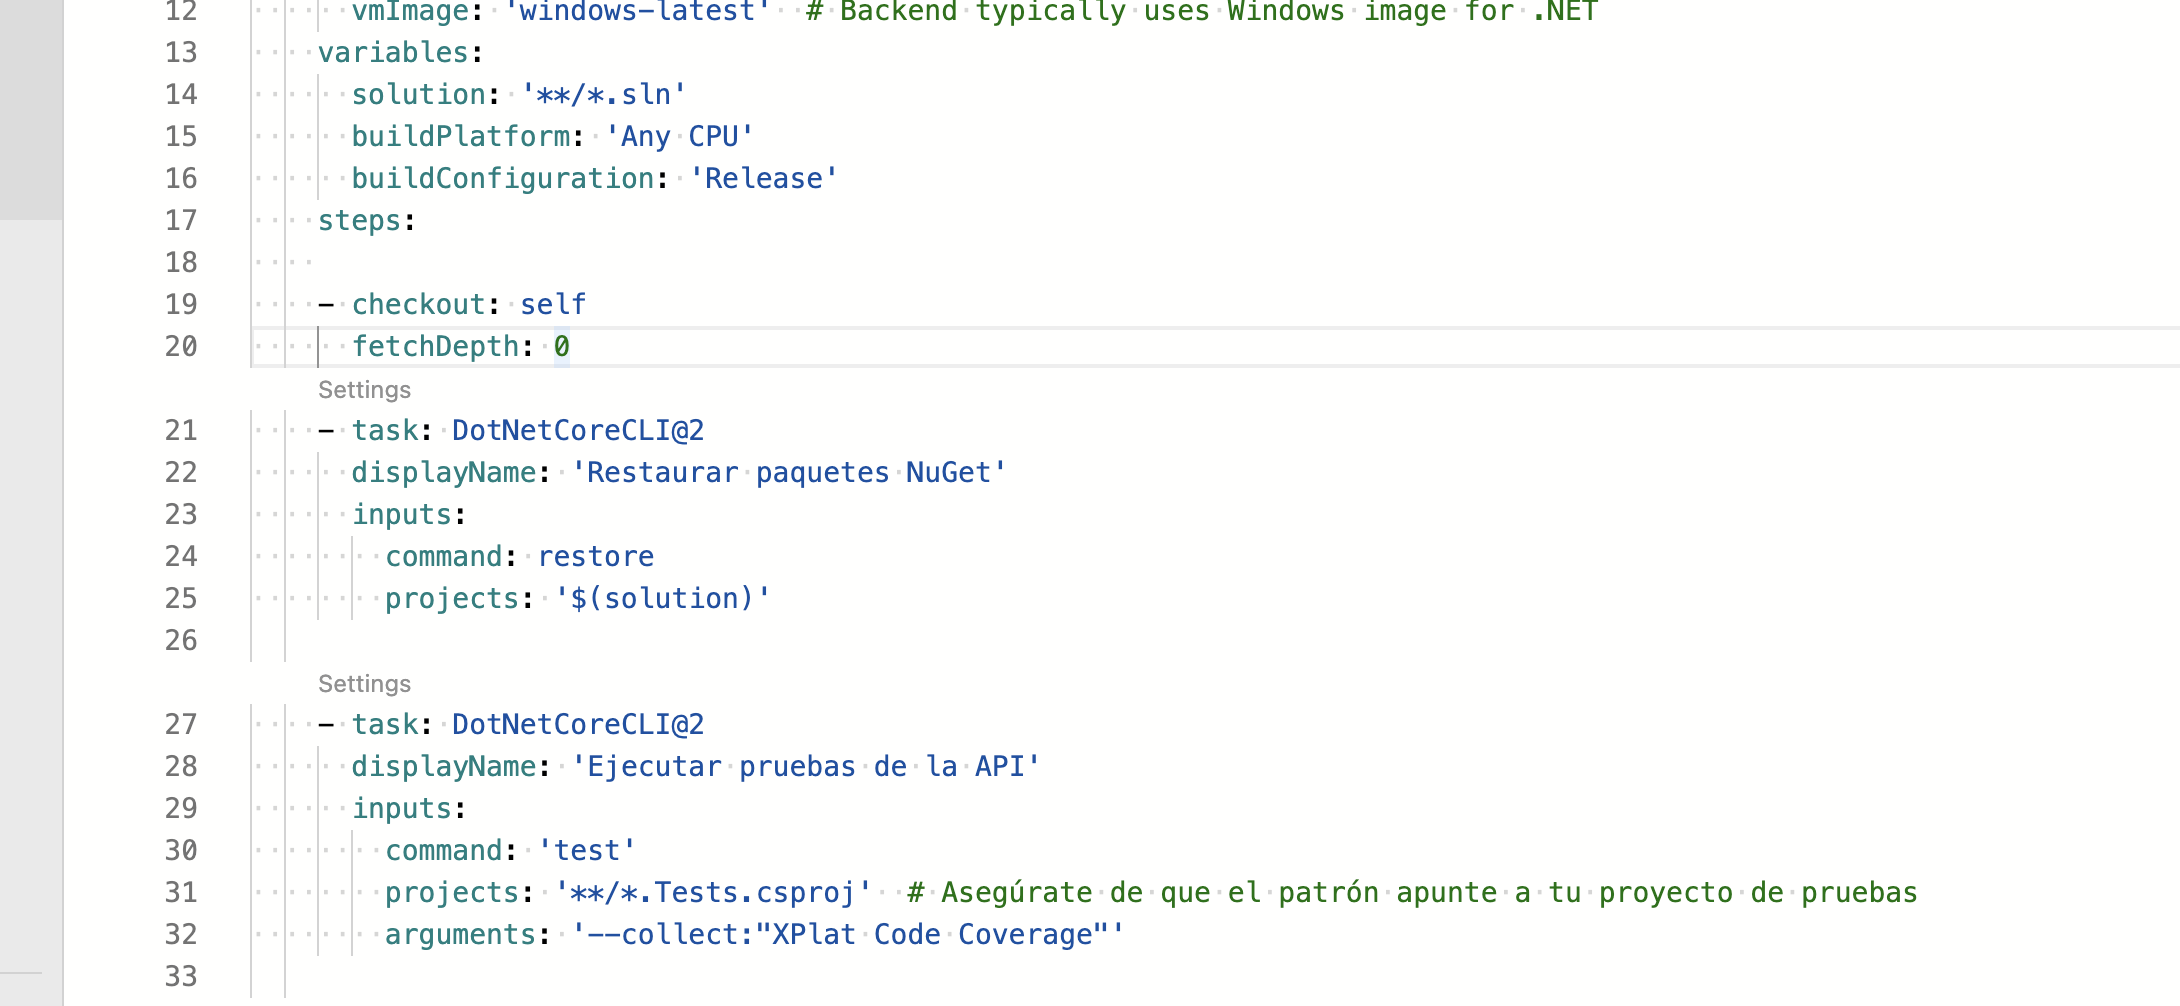 12 vmImage: 'windows-latest'  # Backend typically uses Windows image for .NET
13 variables:
14 solution: '**/*.sln'
15 buildPlatform: 'Any CPU'
16 buildConfiguration: 'Release'
17 steps:
18
19 - checkout: self
20 fetchDepth: 0
Settings
21 - task: DotNetCoreCLI@2
22 displayName: 'Restaurar paquetes NuGet'
23 inputs:
24 command: restore
25 projects: '$(solution)'
26
Settings
27 - task: DotNetCoreCLI@2
28 displayName: 'Ejecutar pruebas de la API'
29 inputs:
30 command: 'test'
31 projects: '**/*.Tests.csproj'  # Asegúrate de que el patrón apunte a tu proyecto de pruebas
32 arguments: '--collect:"XPlat Code Coverage"'
33